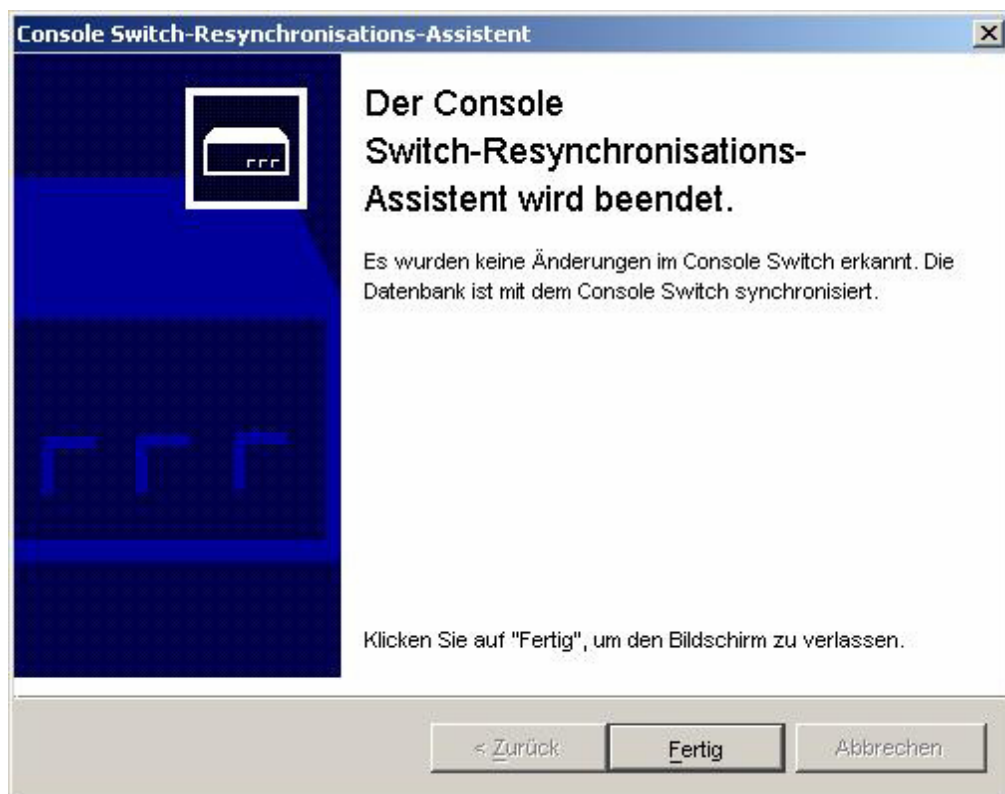 Console Switch-Resynchronisations-Assistent
Der Console
Switch-Resynchronisations-
Assistent wird beendet.
Es wurden keine Änderungen im Console Switch erkannt. Die
Datenbank ist mit dem Console Switch synchronisiert.
Klicken Sie auf "Fertig", um den Bildschirm zu verlassen.
< Zurück
Fertig
Abbrechen